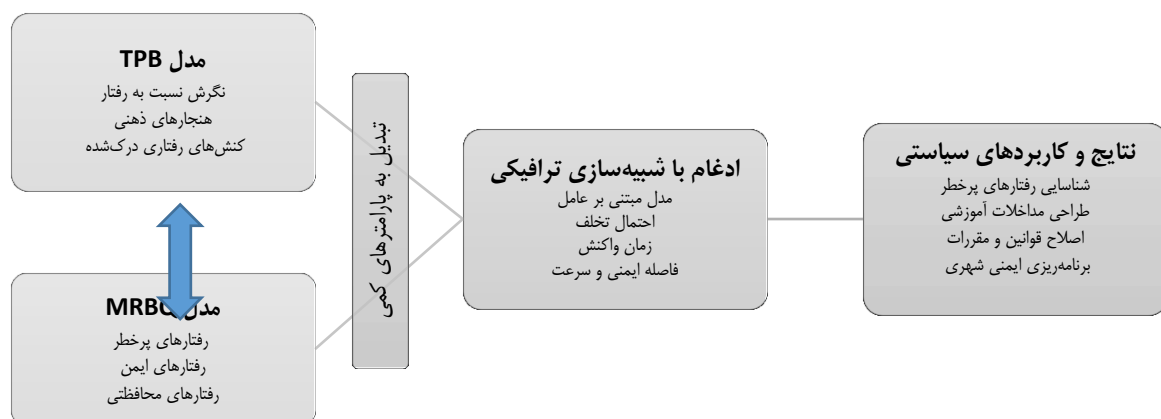 مدل TPB
نگرش نسبت به رفتار
هنجارهای ذهنی
کنش‌های رفتاری درک‌شده
مدل MRBQ
رفتارهای پرخطر
رفتارهای ایمن
رفتارهای محافظتی
تبدیل به پارامترهای کمی
ادغام با شبیه‌سازی ترافیکی
مدل مبتنی بر عامل
احتمال تخلف
زمان واکنش
فاصله ایمنی و سرعت
نتایج و کاربردهای سیاستی
شناسایی رفتارهای پرخطر
طراحی مداخلات آموزشی
اصلاح قوانین و مقررات
برنامه‌ریزی ایمنی شهری